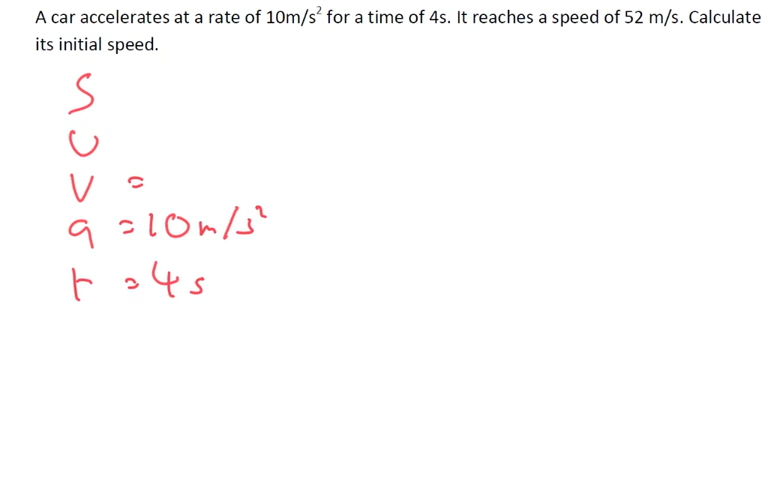 A car accelerates at a rate of 10m/s² for a time of 4s. It reaches a speed of 52 m/s. Calculate
its initial speed.
S
U
V =
a = 10m/s²
t = 4s